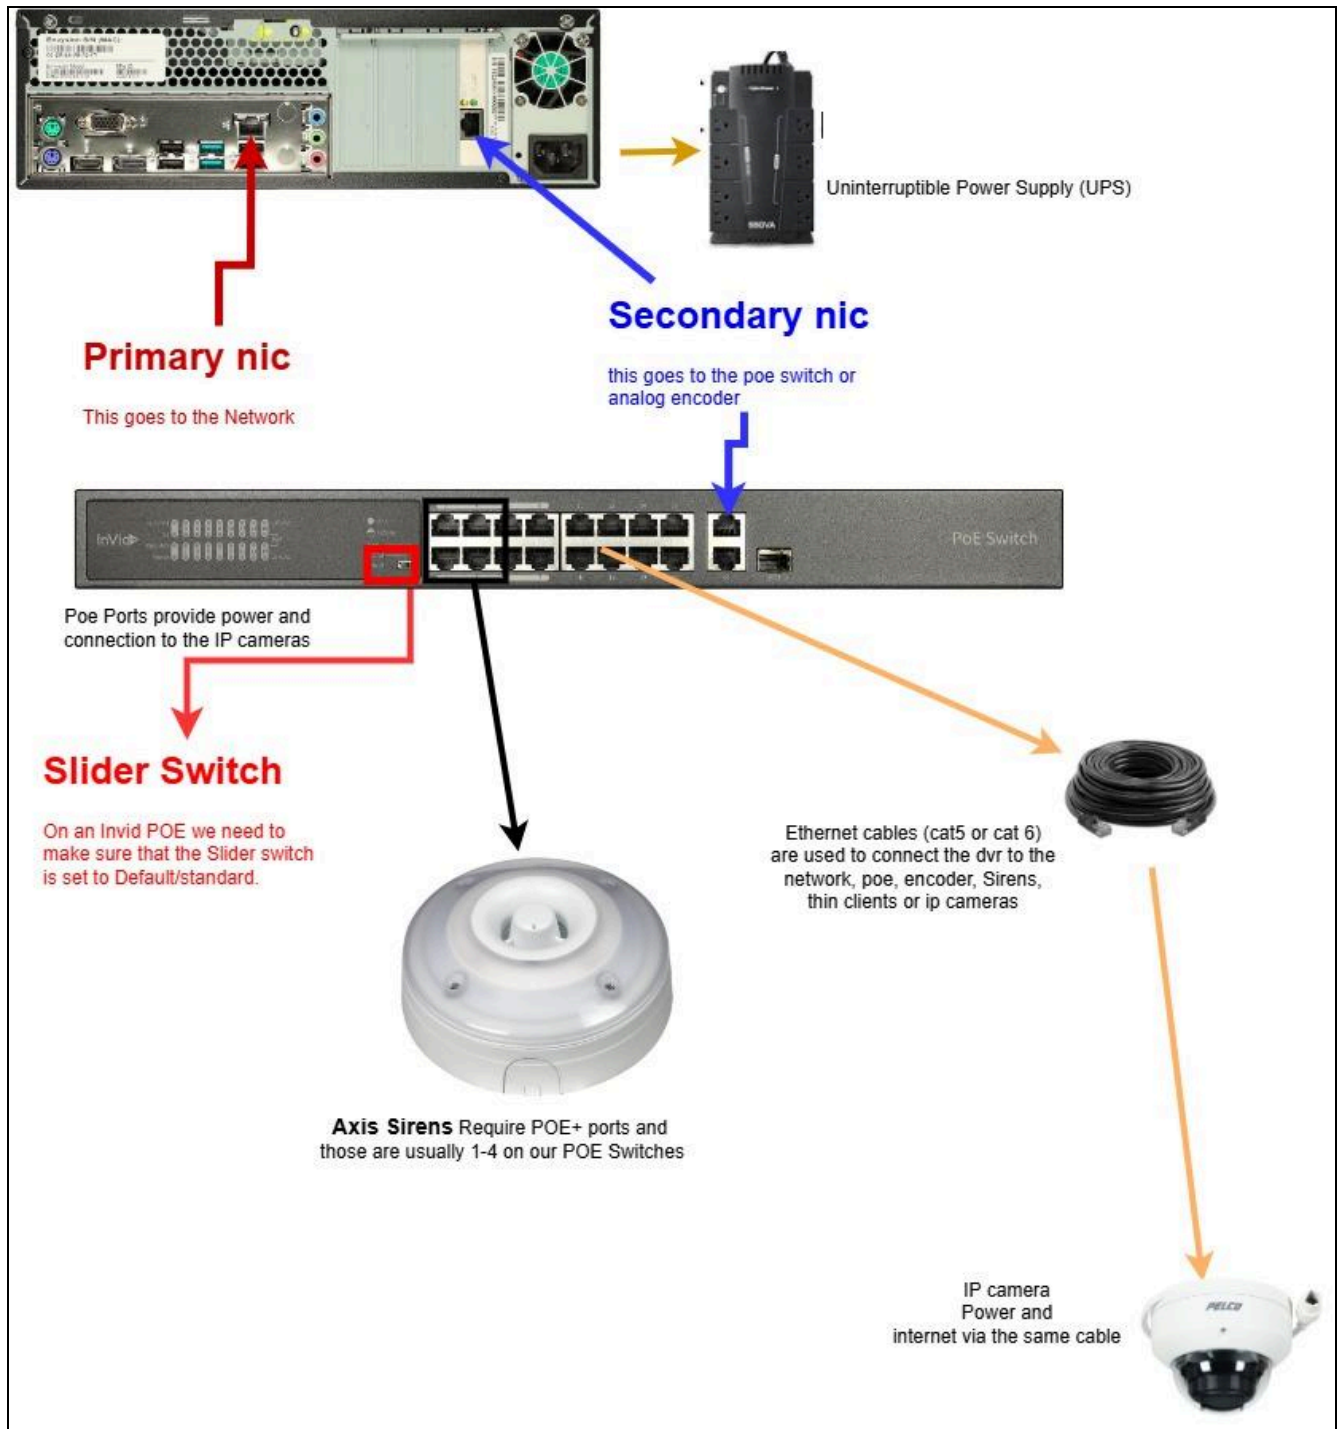 Uninterruptible Power Supply (UPS)
Primary nic
This goes to the Network
Secondary nic
this goes to the poe switch or
analog encoder
InVid
PoE Switch
Poe Ports provide power and
connection to the IP cameras
Slider Switch
On an Invid POE we need to
make sure that the Slider switch
is set to Default/standard.
Ethernet cables (cat5 or cat 6)
are used to connect the dvr to the
network, poe, encoder, Sirens,
thin clients or ip cameras
Axis Sirens Require POE+ ports and
those are usually 1-4 on our POE Switches
IP camera
Power and
internet via the same cable
PELCO